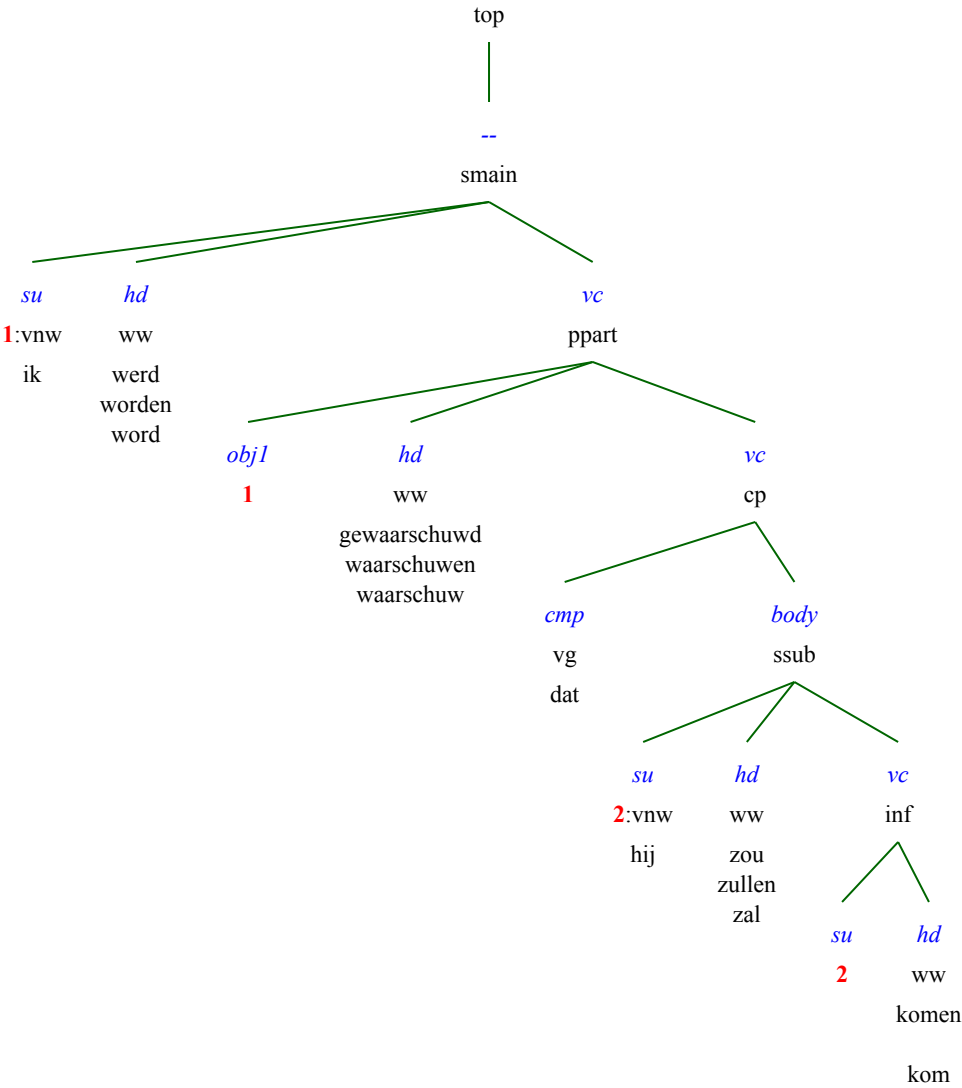 top
--
smain
su hd vc
1:vnw ww ppart
ik werd
worden
word
obj1 hd vc
1 ww cp
gewaarschuwd
waarschuwen
waarschuw
cmp body
vg ssub
dat
su hd vc
2:vnw ww inf
hij zou
zullen
zal
su hd
2 ww
komen
kom